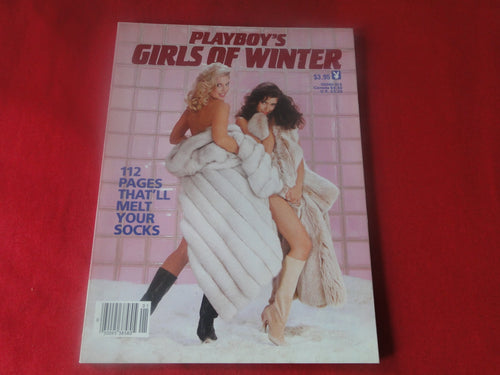 PLAYBOY'S
GIRLS OF WINTER
$3.95
112
PAGES
THAT'LL
MELT
YOUR
SOCKS